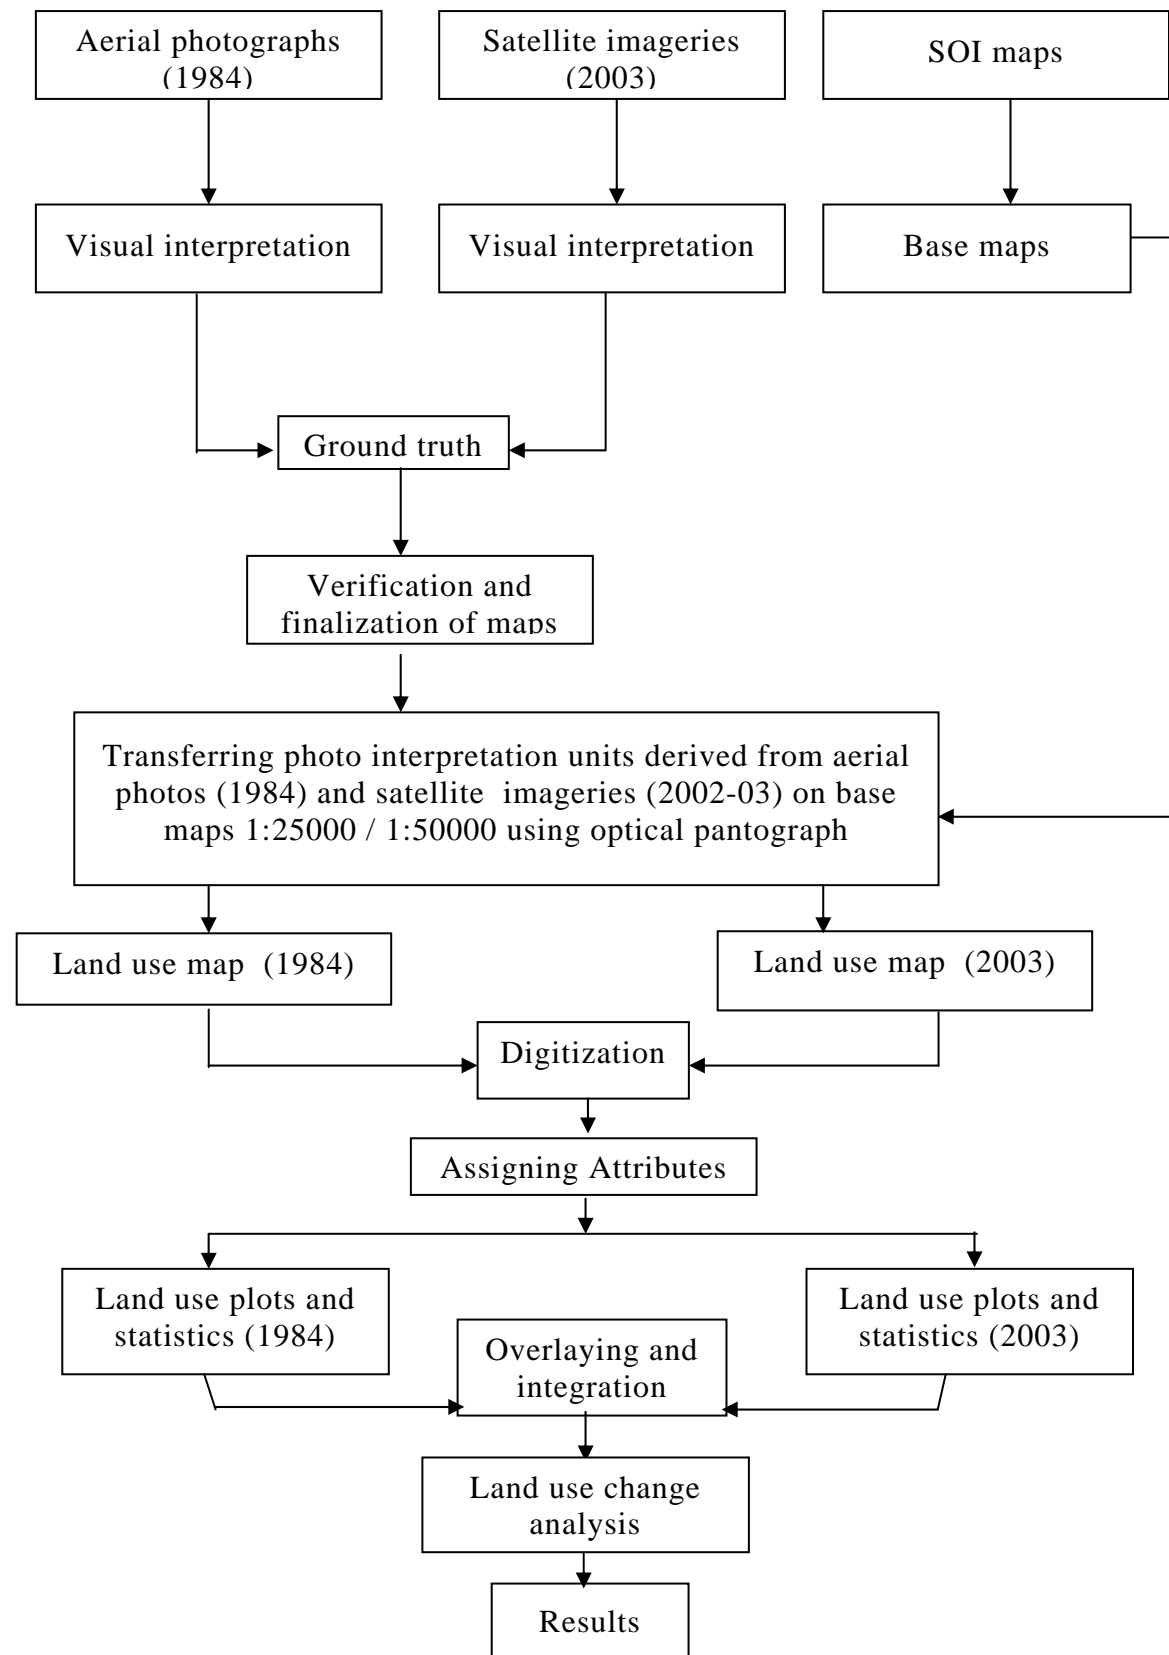 Aerial photographs
(1984)
Satellite imageries
(2003)
SOI maps
Visual interpretation
Visual interpretation
Base maps
Ground truth
Verification and
finalization of maps
Transferring photo interpretation units derived from aerial
photos (1984) and satellite imageries (2002-03) on base
maps 1:25000 / 1:50000 using optical pantograph
Land use map (1984)
Land use map (2003)
Digitization
Assigning Attributes
Land use plots and
statistics (1984)
Land use plots and
statistics (2003)
Overlaying and
integration
Land use change
analysis
Results